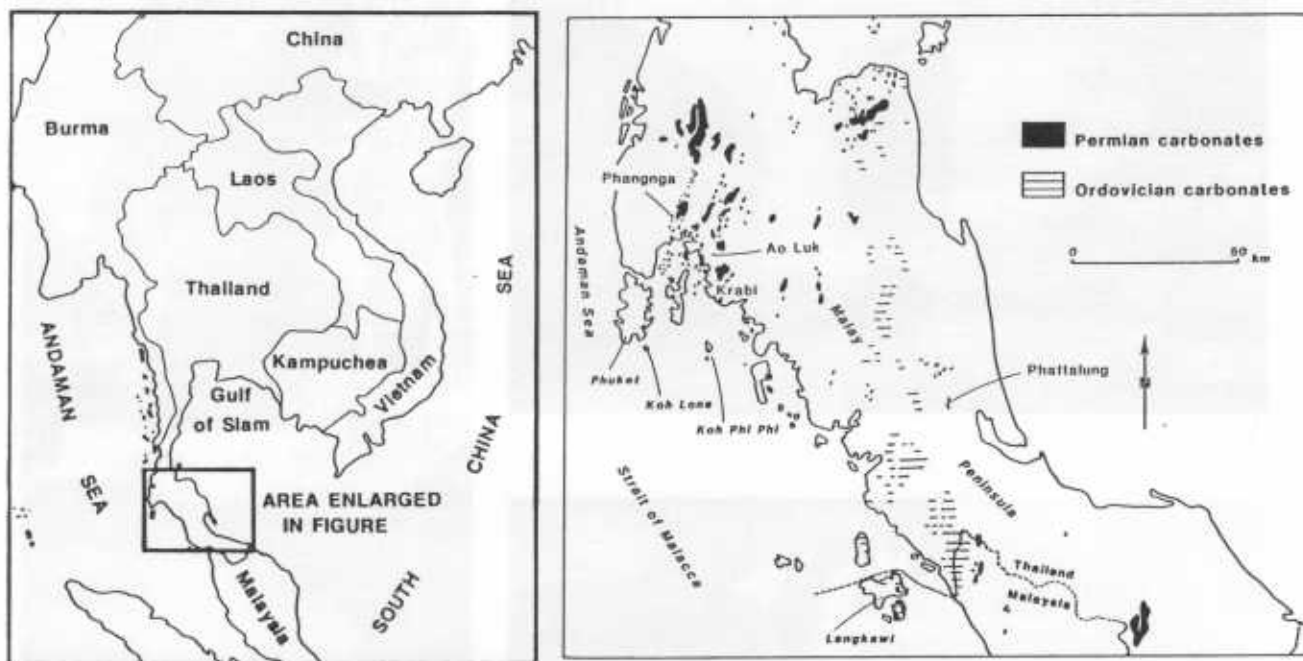 China
Burma
Laos
Thailand
Kampuchea
Vietnam
Gulf
of Siam
ANDAMAN
SEA
SEA
CHINA
SOUTH
AREA ENLARGED
IN FIGURE
Malaysia
Permian carbonates
Ordovician carbonates
0
km
Phangnga
Ao Luk
Krabi
Andaman Sea
Malay
Peninsula
Phattalung
Phuket
Koh Lone
Koh Phi Phi
N
Strait of Malacca
Thailand
Malaysia
Langkawi